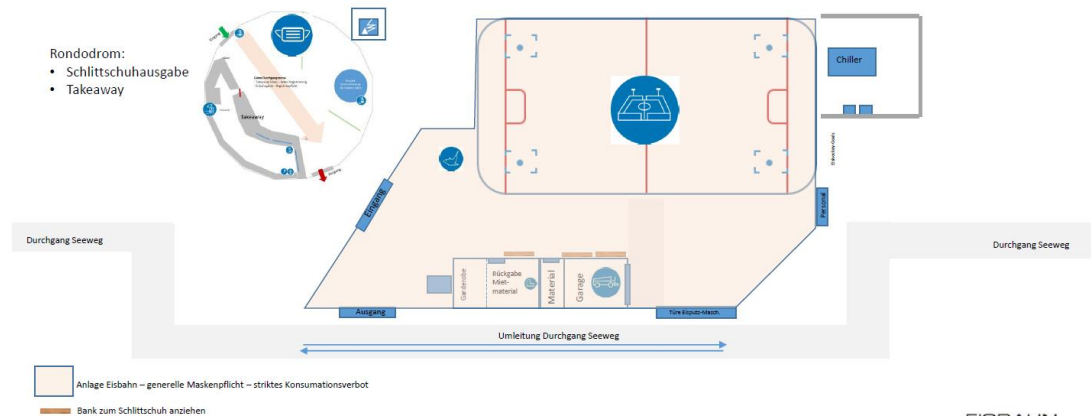 Rondodrom:
• Schlittschuhausgabe
• Takeaway
Takeaway
Chiller
Eingang
Personal
Durchgang Seeweg
Durchgang Seeweg
Garderobe
Rückgabe
Miet-
material
Material
Garage
Ausgang
Türe Eisputz-Masch.
Umleitung Durchgang Seeweg
Anlage Eisbahn – generelle Maskenpflicht – striktes Konsumationsverbot
Bank zum Schlittschuh anziehen